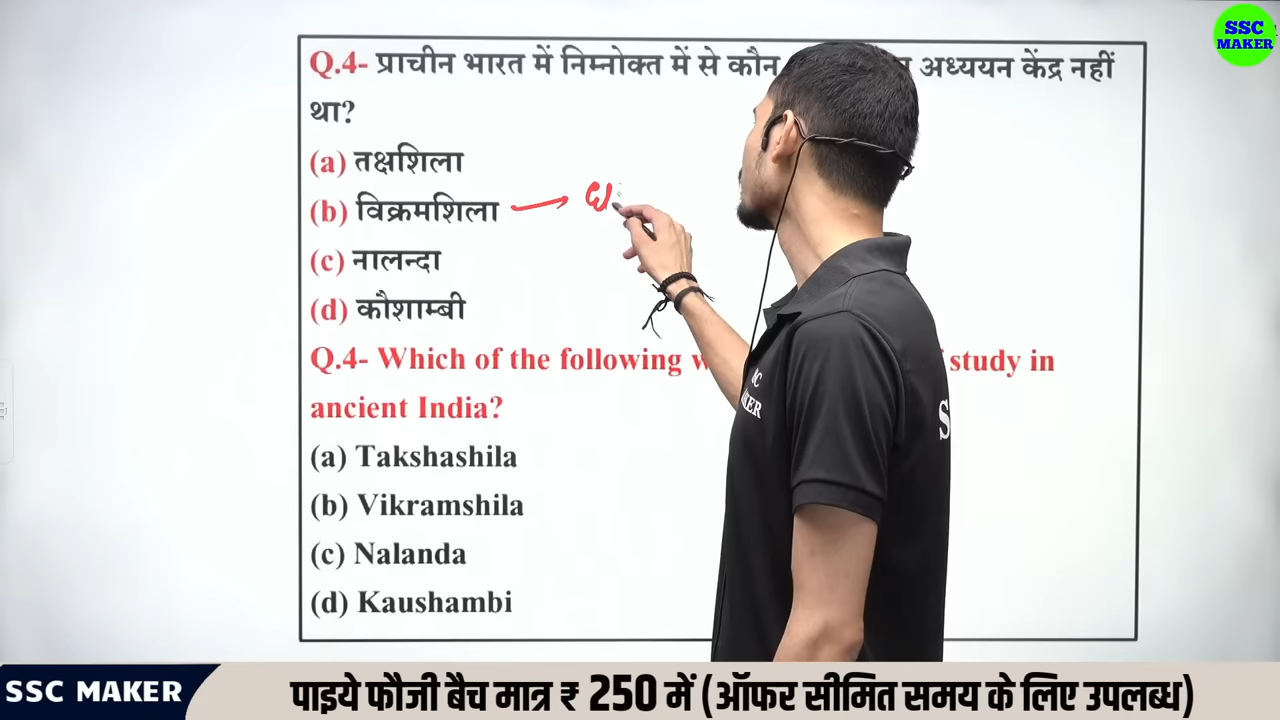 SSC
MAKER
Q.4- प्राचीन भारत में निम्नोक्त में से कौन अध्ययन केंद्र नहीं
था?
(a) तक्षशिला
(b) विक्रमशिला
(c) नालन्दा
(d) कौशाम्बी
Q.4- Which of the following study in
ancient India?
(a) Takshashila
(b) Vikramshila
(c) Nalanda
(d) Kaushambi
SSC MAKER
पाइये फौजी बैच मात्र ₹ 250 में (ऑफर सीमित समय के लिए उपलब्ध)